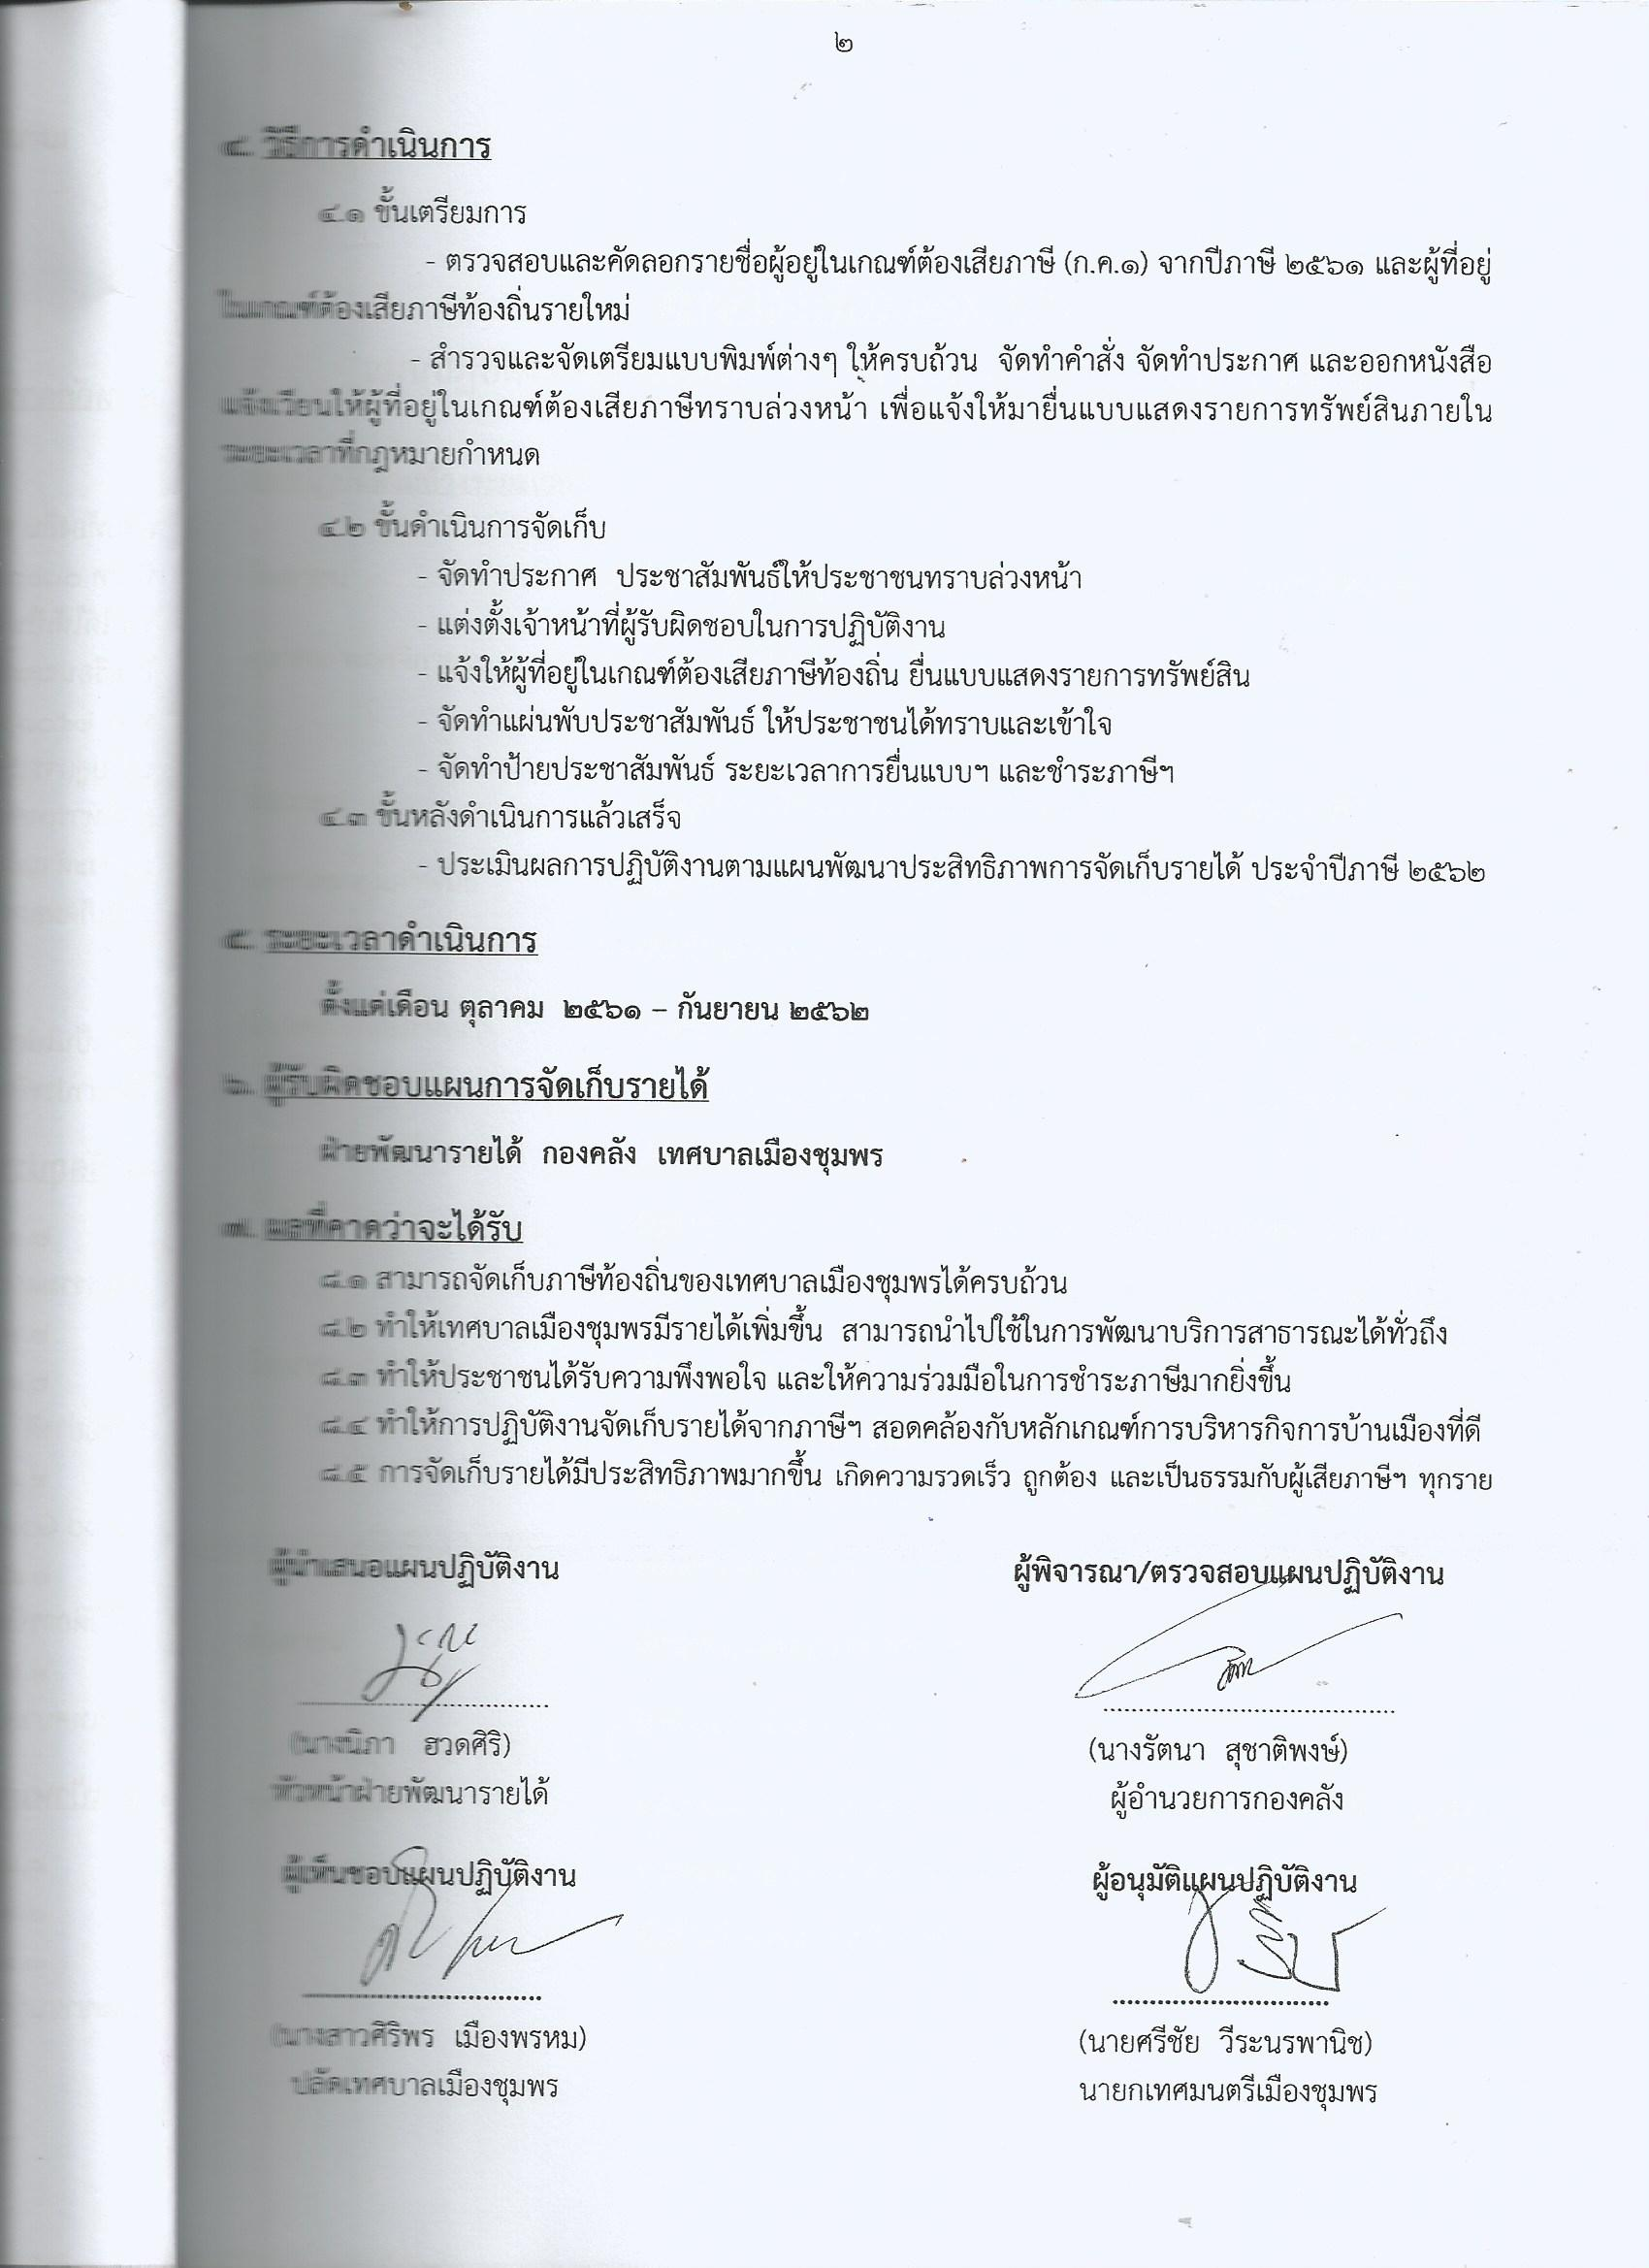 ๒
๔. วิธีการดำเนินการ
๔.๑ ขั้นเตรียมการ
- ตรวจสอบและคัดลอกรายชื่อผู้อยู่ในเกณฑ์ต้องเสียภาษี (ก.ค.๑) จากปีภาษี ๒๕๖๑ และผู้ที่อยู่
ในเกณฑ์ต้องเสียภาษีท้องถิ่นรายใหม่
- สำรวจและจัดเตรียมแบบพิมพ์ต่างๆ ให้ครบถ้วน จัดทำคำสั่ง จัดทำประกาศ และออกหนังสือ
แจ้งเวียนให้ผู้ที่อยู่ในเกณฑ์ต้องเสียภาษีทราบล่วงหน้า เพื่อแจ้งให้มายื่นแบบแสดงรายการทรัพย์สินภายใน
ระยะเวลาที่กฎหมายกำหนด
๔.๒ ขั้นดำเนินการจัดเก็บ
- จัดทำประกาศ ประชาสัมพันธ์ให้ประชาชนทราบล่วงหน้า
- แต่งตั้งเจ้าหน้าที่ผู้รับผิดชอบในการปฏิบัติงาน
- แจ้งให้ผู้ที่อยู่ในเกณฑ์ต้องเสียภาษีท้องถิ่น ยื่นแบบแสดงรายการทรัพย์สิน
- จัดทำแผ่นพับประชาสัมพันธ์ ให้ประชาชนได้ทราบและเข้าใจ
- จัดทำป้ายประชาสัมพันธ์ ระยะเวลาการยื่นแบบฯ และชำระภาษีฯ
๔.๓ ขั้นหลังดำเนินการแล้วเสร็จ
- ประเมินผลการปฏิบัติงานตามแผนพัฒนาประสิทธิภาพการจัดเก็บรายได้ ประจำปีภาษี ๒๕๖๒
๕. ระยะเวลาดำเนินการ
ตั้งแต่เดือน ตุลาคม ๒๕๖๑ – กันยายน ๒๕๖๒
๖. ผู้รับผิดชอบแผนการจัดเก็บรายได้
ฝ่ายพัฒนารายได้ กองคลัง เทศบาลเมืองชุมพร
๗. ผลที่คาดว่าจะได้รับ
๘.๑ สามารถจัดเก็บภาษีท้องถิ่นของเทศบาลเมืองชุมพรได้ครบถ้วน
๘.๒ ทำให้เทศบาลเมืองชุมพรมีรายได้เพิ่มขึ้น สามารถนำไปใช้ในการพัฒนาบริการสาธารณะได้ทั่วถึง
๘.๓ ทำให้ประชาชนได้รับความพึงพอใจ และให้ความร่วมมือในการชำระภาษีมากยิ่งขึ้น
๘.๔ ทำให้การปฏิบัติงานจัดเก็บรายได้จากภาษีฯ สอดคล้องกับหลักเกณฑ์การบริหารกิจการบ้านเมืองที่ดี
๘.๕ การจัดเก็บรายได้มีประสิทธิภาพมากขึ้น เกิดความรวดเร็ว ถูกต้อง และเป็นธรรมกับผู้เสียภาษีฯ ทุกราย
ผู้นำเสนอแผนปฏิบัติงาน
(นางนิภา ฮวดศิริ)
หัวหน้าฝ่ายพัฒนารายได้
ผู้พิจารณา/ตรวจสอบแผนปฏิบัติงาน
(นางรัตนา สุชาติพงษ์)
ผู้อำนวยการกองคลัง
ผู้เห็นชอบแผนปฏิบัติงาน
(นางสาวศิริพร เมืองพรหม)
ปลัดเทศบาลเมืองชุมพร
ผู้อนุมัติแผนปฏิบัติงาน
(นายศรีชัย วีระนรพานิช)
นายกเทศมนตรีเมืองชุมพร